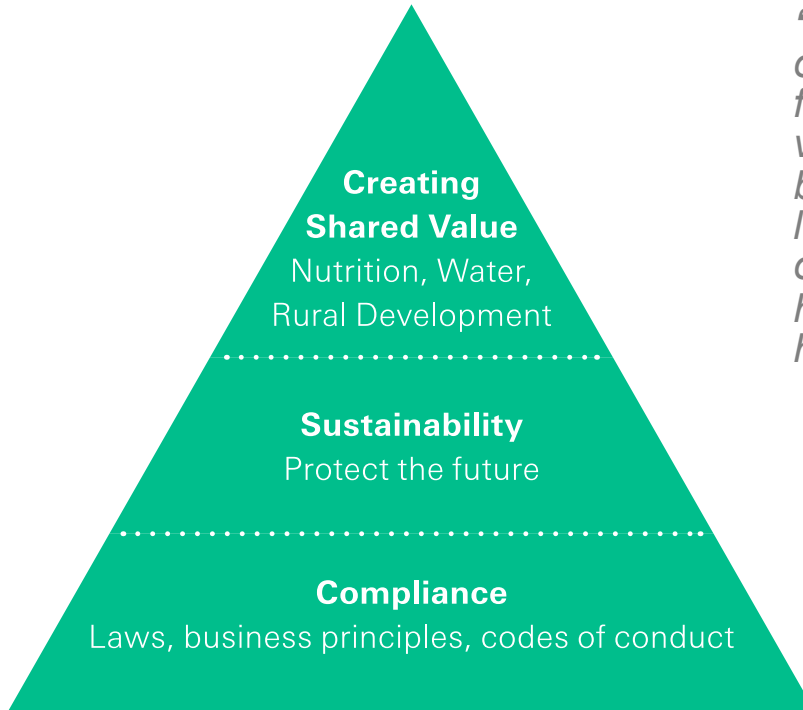 Creating
Shared Value
Nutrition, Water,
Rural Development
Sustainability
Protect the future
Compliance
Laws, business principles, codes of conduct